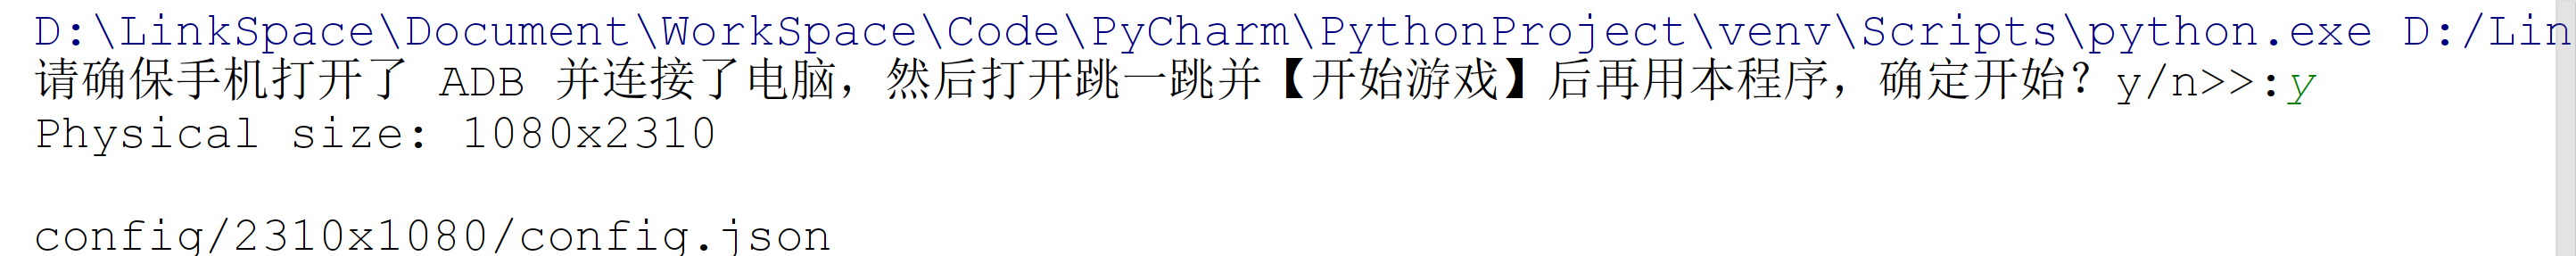 D:\LinkSpace\Document\WorkSpace\Code\PyCharm\PythonProject\venv\Scripts\python.exe D:/Lin
请确保手机打开了 ADB 并连接了电脑，然后打开跳一跳并【开始游戏】后再用本程序，确定开始？y/n>>:y
Physical size: 1080x2310
config/2310x1080/config.json